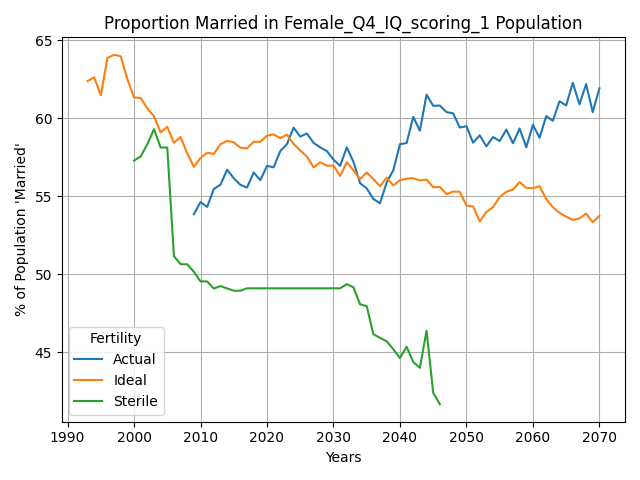 Proportion Married in Female_Q4_IQ_scoring_1 Population
% of Population 'Married'
65
60
55
50
45
Fertility
Actual
Ideal
Sterile
1990 2000 2010 2020 2030 2040 2050 2060 2070
Years